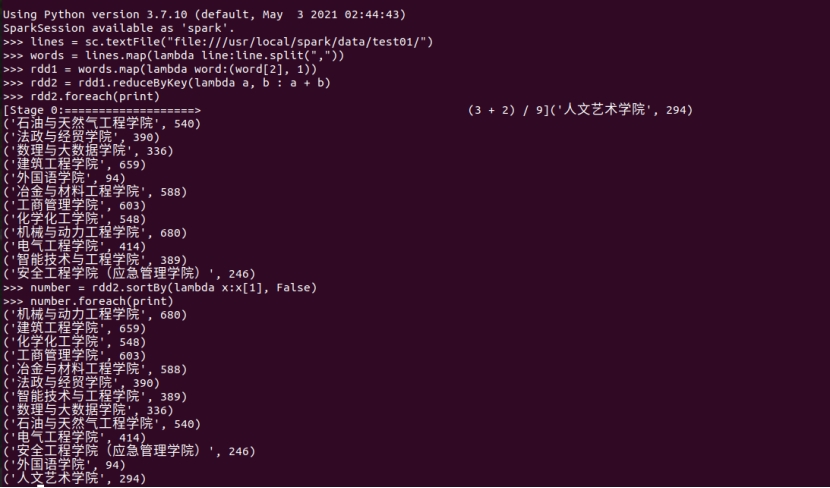 Using Python version 3.7.10 (default, May  3 2021 02:44:43)
SparkSession available as 'spark'.
>>> lines = sc.textFile("file:///usr/local/spark/data/test01/")
>>> words = lines.map(lambda line:line.split(","))
>>> rdd1 = words.map(lambda word:(word[2], 1))
>>> rdd2 = rdd1.reduceByKey(lambda a, b : a + b)
>>> rdd2.foreach(print)
[Stage 0:===================>                                       (3 + 2) / 9]('人文艺术学院', 294)
('石油与天然气工程学院', 540)
('法政与经贸学院', 390)
('数理与大数据学院', 336)
('建筑工程学院', 659)
('外国语学院', 94)
('冶金与材料工程学院', 588)
('工商管理学院', 603)
('化学化工学院', 548)
('机械与动力工程学院', 680)
('电气工程学院', 414)
('智能技术与工程学院', 389)
('安全工程学院（应急管理学院）', 246)
>>> number = rdd2.sortBy(lambda x:x[1], False)
>>> number.foreach(print)
('机械与动力工程学院', 680)
('建筑工程学院', 659)
('化学化工学院', 548)
('工商管理学院', 603)
('冶金与材料工程学院', 588)
('法政与经贸学院', 390)
('智能技术与工程学院', 389)
('数理与大数据学院', 336)
('石油与天然气工程学院', 540)
('电气工程学院', 414)
('安全工程学院（应急管理学院）', 246)
('外国语学院', 94)
('人文艺术学院', 294)